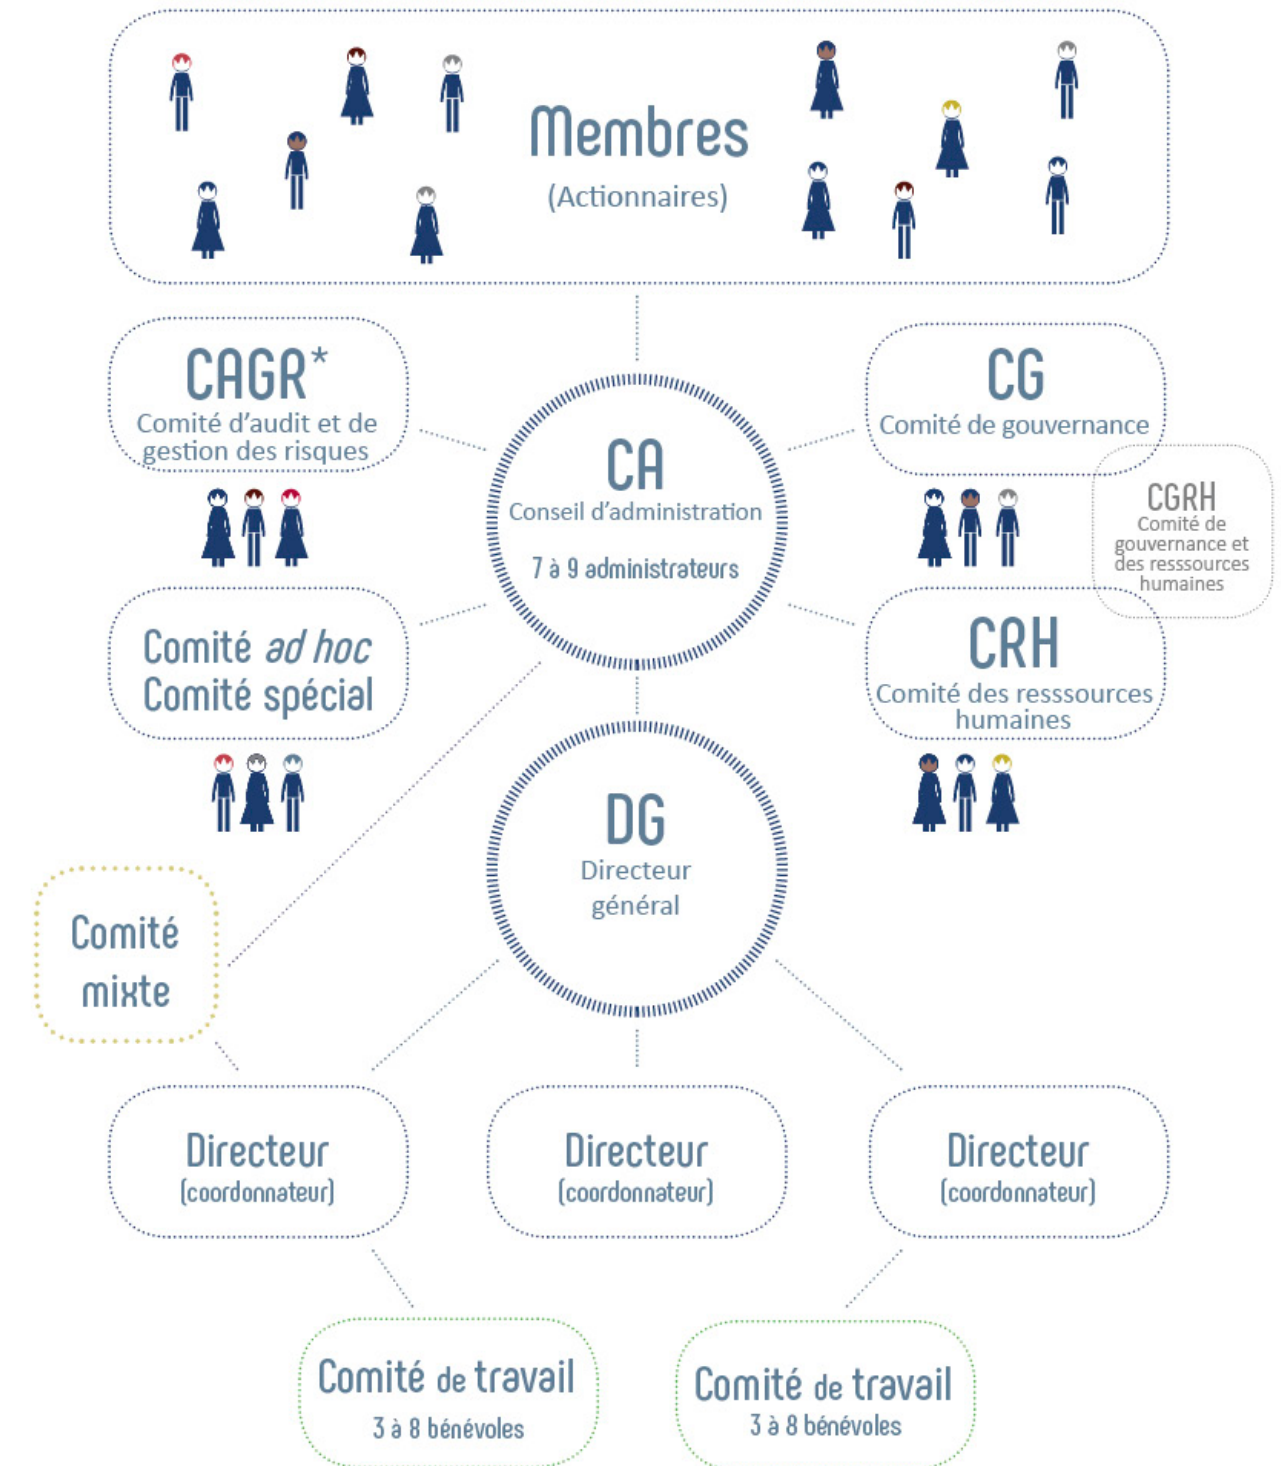 Membres
(Actionnaires)
CAGR*
Comité d’audit et de
gestion des risques
CG
Comité de gouvernance
CA
Conseil d’administration
7 à 9 administrateurs
CGRH
Comité de
gouvernance et
des resssources
humaines
Comité ad hoc
Comité spécial
CRH
Comité des resssources
humaines
DG
Directeur
général
Comité
mixte
Directeur
(coordonnateur)
Directeur
(coordonnateur)
Directeur
(coordonnateur)
Comité de travail
3 à 8 bénévoles
Comité de travail
3 à 8 bénévoles